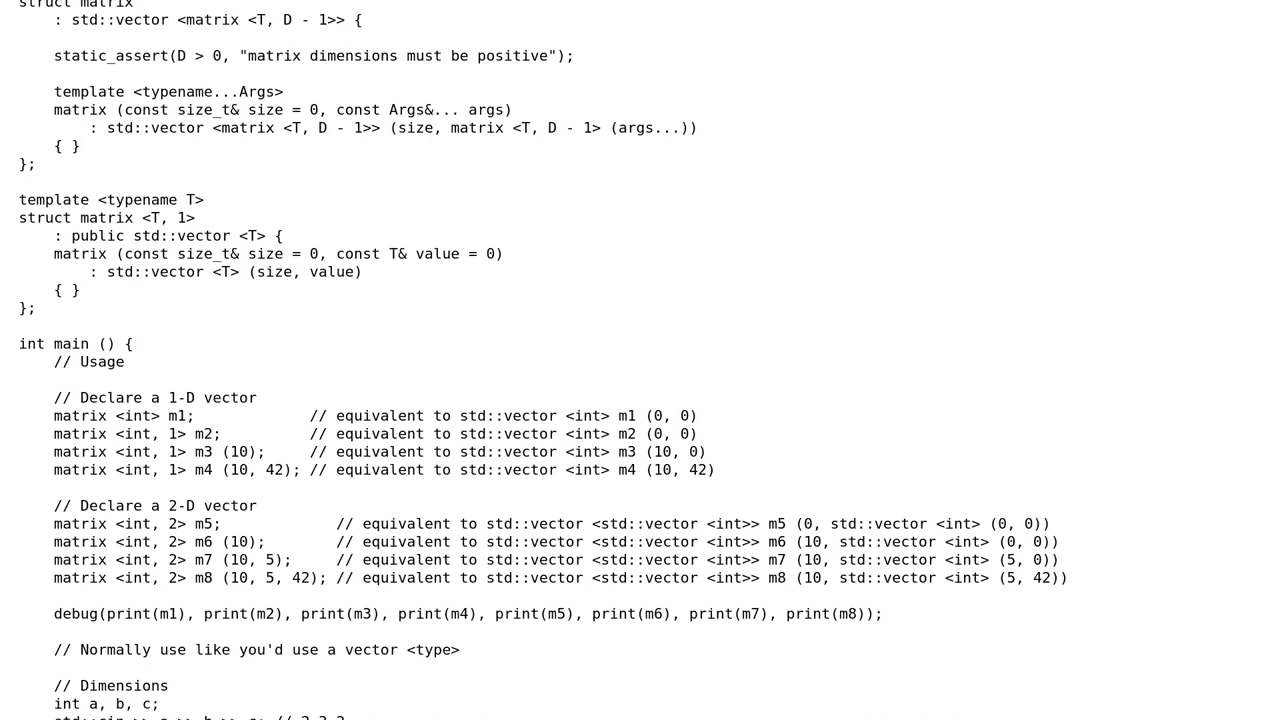 struct matrix
    : std::vector <matrix <T, D - 1>> {

    static_assert(D > 0, "matrix dimensions must be positive");

    template <typename...Args>
    matrix (const size_t& size = 0, const Args&... args)
        : std::vector <matrix <T, D - 1>> (size, matrix <T, D - 1> (args...))
    { }
};

template <typename T>
struct matrix <T, 1>
    : public std::vector <T> {
    matrix (const size_t& size = 0, const T& value = 0)
        : std::vector <T> (size, value)
    { }
};

int main () {
    // Usage

    // Declare a 1-D vector
    matrix <int> m1;             // equivalent to std::vector <int> m1 (0, 0)
    matrix <int, 1> m2;          // equivalent to std::vector <int> m2 (0, 0)
    matrix <int, 1> m3 (10);     // equivalent to std::vector <int> m3 (10, 0)
    matrix <int, 1> m4 (10, 42); // equivalent to std::vector <int> m4 (10, 42)

    // Declare a 2-D vector
    matrix <int, 2> m5;             // equivalent to std::vector <std::vector <int>> m5 (0, std::vector <int> (0, 0))
    matrix <int, 2> m6 (10);        // equivalent to std::vector <std::vector <int>> m6 (10, std::vector <int> (0, 0))
    matrix <int, 2> m7 (10, 5);     // equivalent to std::vector <std::vector <int>> m7 (10, std::vector <int> (5, 0))
    matrix <int, 2> m8 (10, 5, 42); // equivalent to std::vector <std::vector <int>> m8 (10, std::vector <int> (5, 42))

    debug(print(m1), print(m2), print(m3), print(m4), print(m5), print(m6), print(m7), print(m8));

    // Normally use like you'd use a vector <type>

    // Dimensions
    int a, b, c;